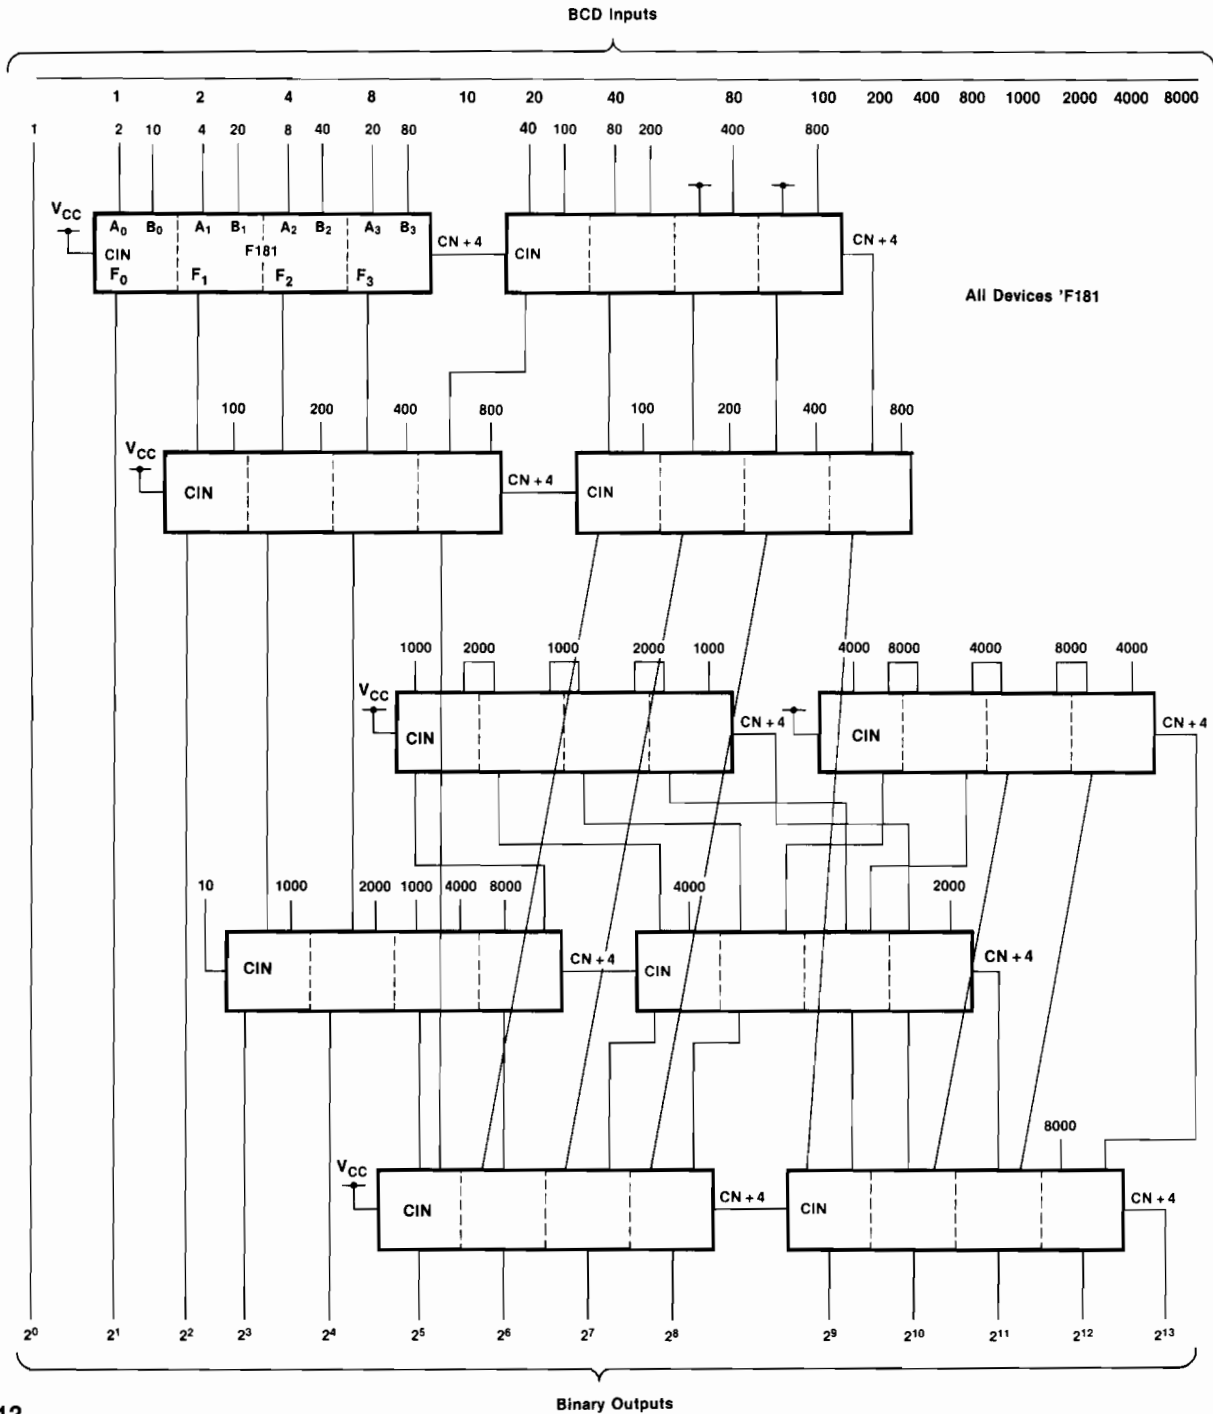 BCD Inputs
1 2 4 8 10 20 40 80 100 200 400 800 1000 2000 4000 8000
1 2 10 4 20 8 40 20 80 40 100 80 200 400 800
VCC
A0 B0 A1 B1 A2 B2 A3 B3
CIN F181 CN + 4 CIN CN + 4
F0 F1 F2 F3
All Devices 'F181
100 200 400 800 100 200 400 800
VCC
CIN CN + 4 CIN
1000 2000 1000 2000 1000 4000 8000 4000 8000 4000
VCC
CIN CN + 4 CIN CN + 4
10 1000 2000 1000 4000 8000 4000 2000
CIN CN + 4 CIN CN + 4
8000
VCC
CIN CN + 4 CIN CN + 4
2⁰ 2¹ 2² 2³ 2⁴ 2⁵ 2⁶ 2⁷ 2⁸ 2⁹ 2¹⁰ 2¹¹ 2¹² 2¹³
Binary Outputs